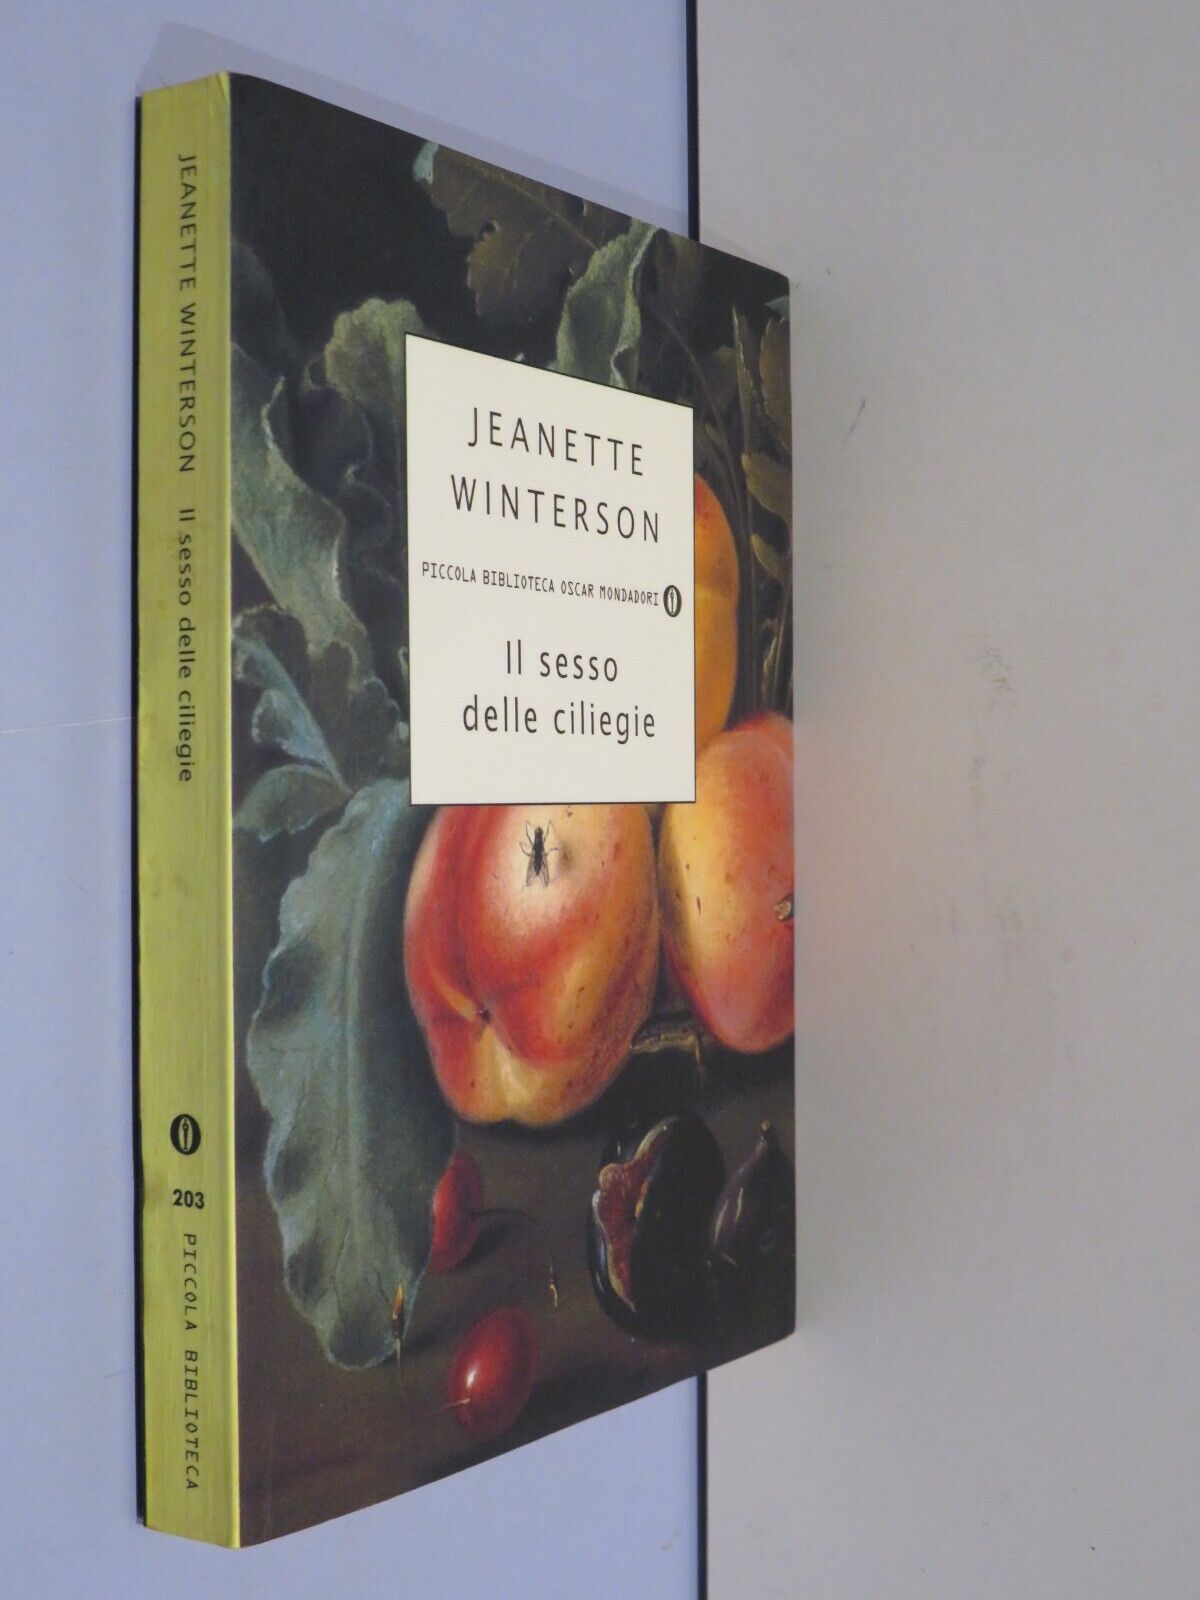 JEANETTE WINTERSON Il sesso delle ciliegie
203 PICCOLA BIBLIOTECA
JEANETTE
WINTERSON
PICCOLA BIBLIOTECA OSCAR MONDADORI
Il sesso
delle ciliegie